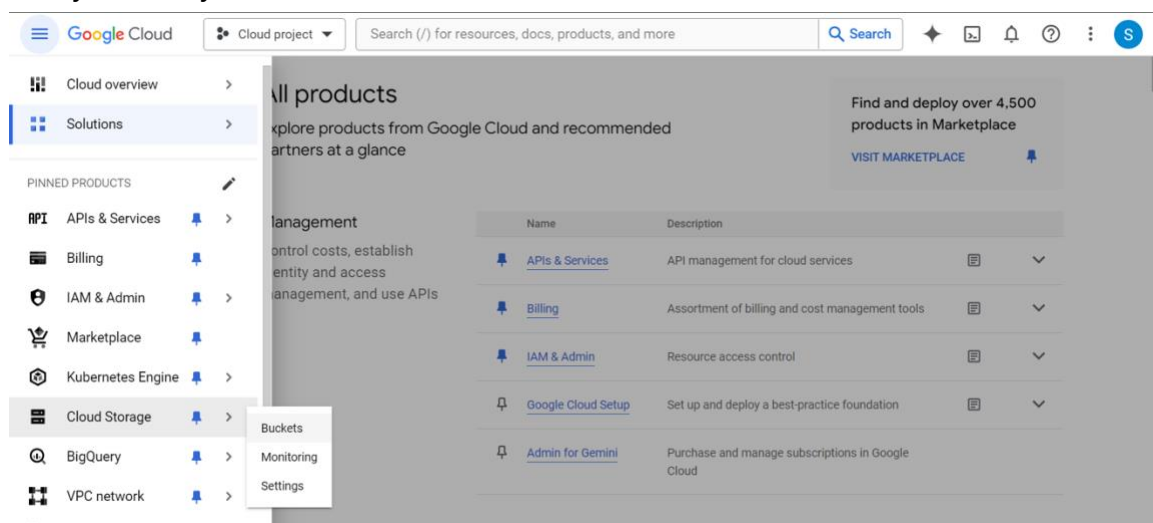 Google Cloud
Cloud project
Search (/) for resources, docs, products, and more
Search
S
Cloud overview
Solutions
PINNED PRODUCTS
API APIs & Services
Billing
IAM & Admin
Marketplace
Kubernetes Engine
Cloud Storage
BigQuery
VPC network
Buckets
Monitoring
Settings
All products
xplore products from Google Cloud and recommended
artners at a glance
Find and deploy over 4,500
products in Marketplace
VISIT MARKETPLACE
anagement
ontrol costs, establish
entity and access
anagement, and use APIs
Name Description
APIs & Services API management for cloud services
Billing Assortment of billing and cost management tools
IAM & Admin Resource access control
Google Cloud Setup Set up and deploy a best-practice foundation
Admin for Gemini Purchase and manage subscriptions in Google
Cloud